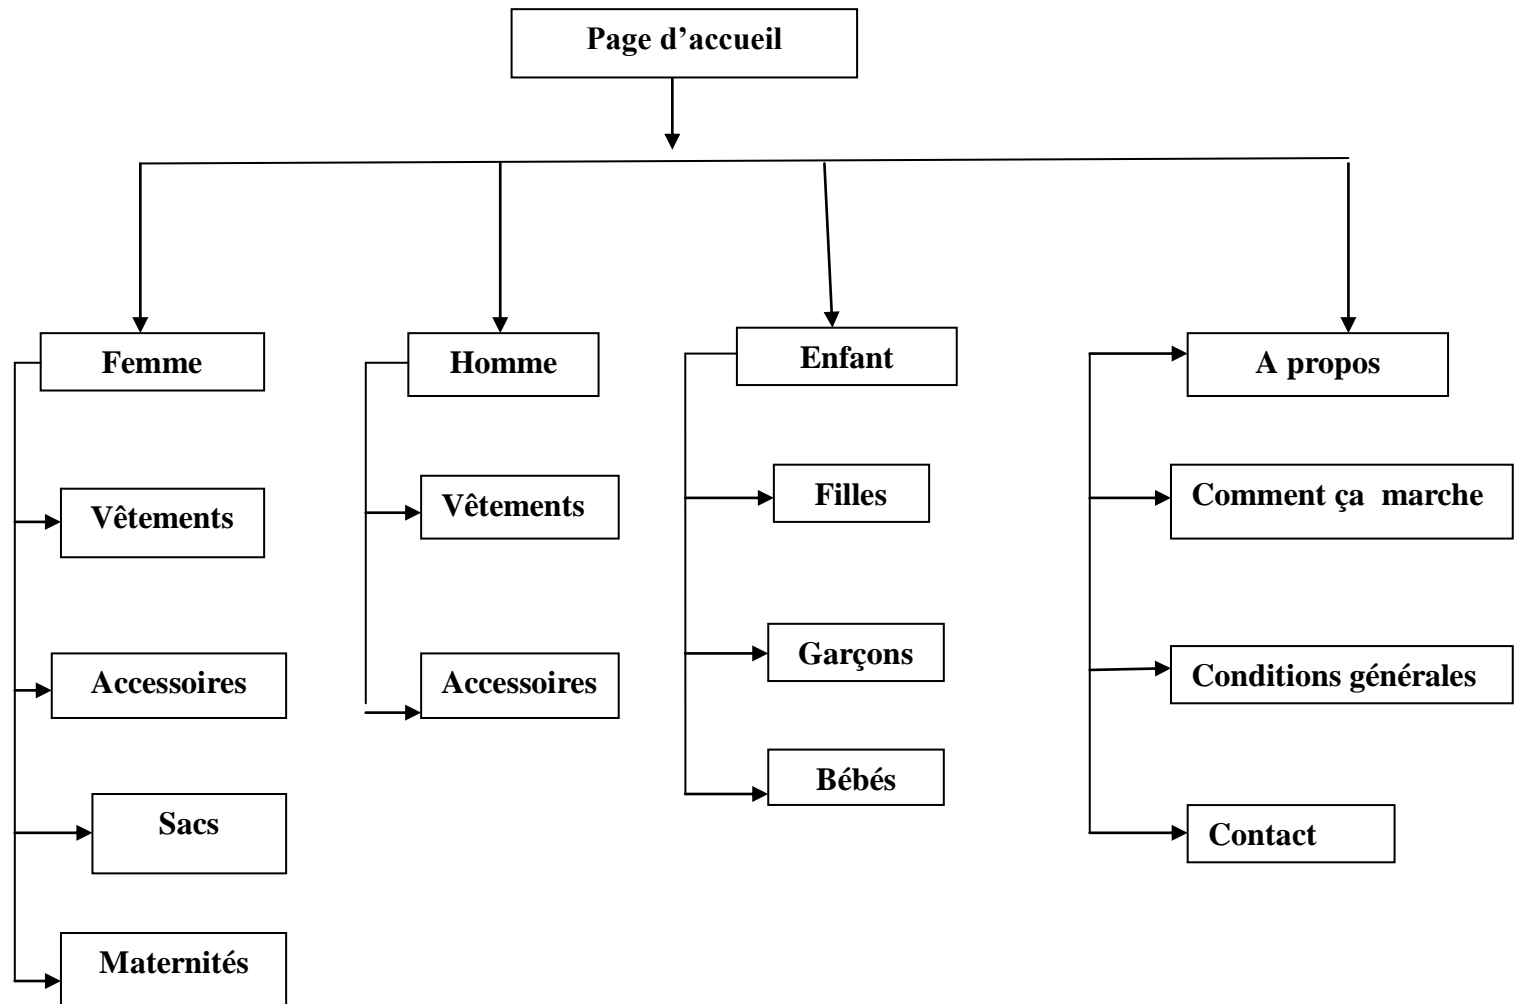 Page d’accueil
Femme
Homme
Enfant
A propos
Vêtements
Vêtements
Filles
Comment ça  marche
Accessoires
Accessoires
Garçons
Conditions générales
Sacs
Bébés
Contact
Maternités